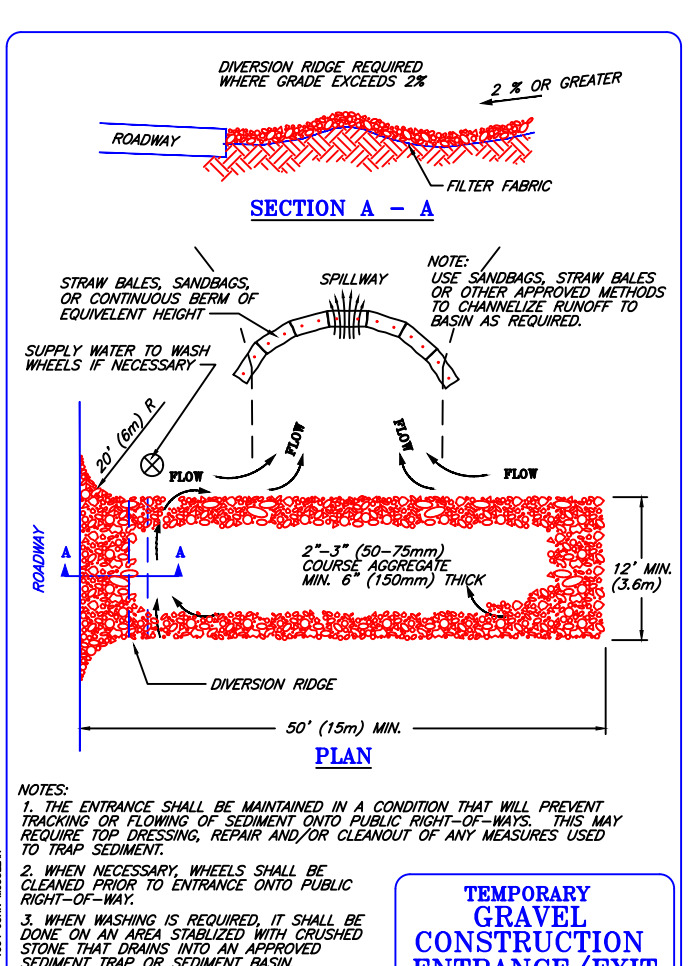 DIVERSION RIDGE REQUIRED
WHERE GRADE EXCEEDS 2%
2 % OR GREATER
ROADWAY
FILTER FABRIC
SECTION A - A
STRAW BALES, SANDBAGS,
OR CONTINUOUS BERM OF
EQUIVELENT HEIGHT
SPILLWAY
NOTE:
USE SANDBAGS, STRAW BALES
OR OTHER APPROVED METHODS
TO CHANNELIZE RUNOFF TO
BASIN AS REQUIRED.
SUPPLY WATER TO WASH
WHEELS IF NECESSARY
20' (6m) R
FLOW
FLOW
FLOW
FLOW
ROADWAY
A
A
2"-3" (50-75mm)
COURSE AGGREGATE
MIN. 6" (150mm) THICK
12' MIN.
(3.6m)
DIVERSION RIDGE
50' (15m) MIN.
PLAN
NOTES:
1. THE ENTRANCE SHALL BE MAINTAINED IN A CONDITION THAT WILL PREVENT
TRACKING OR FLOWING OF SEDIMENT ONTO PUBLIC RIGHT-OF-WAYS. THIS MAY
REQUIRE TOP DRESSING, REPAIR AND/OR CLEANOUT OF ANY MEASURES USED
TO TRAP SEDIMENT.
2. WHEN NECESSARY, WHEELS SHALL BE
CLEANED PRIOR TO ENTRANCE ONTO PUBLIC
RIGHT-OF-WAY.
3. WHEN WASHING IS REQUIRED, IT SHALL BE
DONE ON AN AREA STABLIZED WITH CRUSHED
STONE THAT DRAINS INTO AN APPROVED
SEDIMENT TRAP OR SEDIMENT BASIN
TEMPORARY
GRAVEL
CONSTRUCTION
ENTRANCE/EXIT